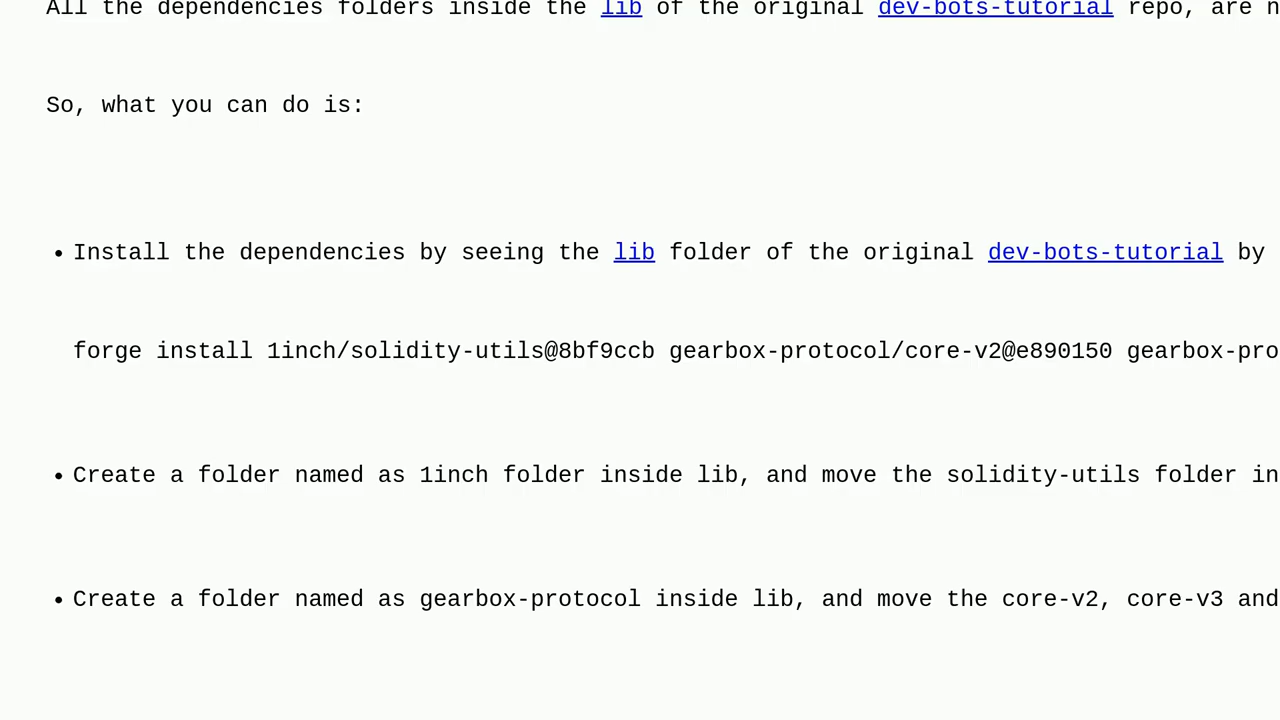 All the dependencies folders inside the lib of the original dev-bots-tutorial repo, are
So, what you can do is:
• Install the dependencies by seeing the lib folder of the original dev-bots-tutorial by
forge install 1inch/solidity-utils@8bf9ccb gearbox-protocol/core-v2@e890150 gearbox-pro
• Create a folder named as 1inch folder inside lib, and move the solidity-utils folder in
• Create a folder named as gearbox-protocol inside lib, and move the core-v2, core-v3 and